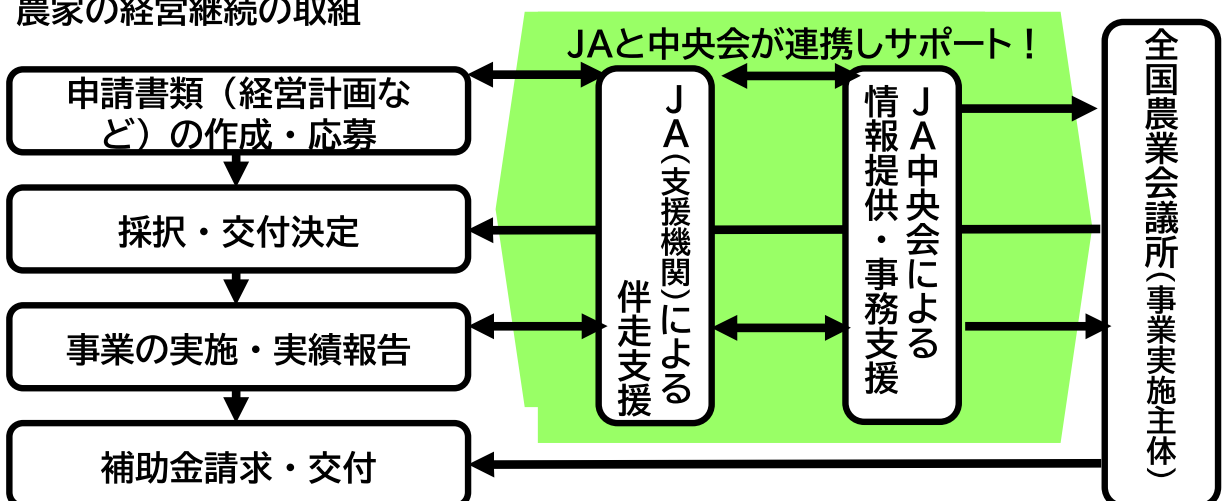 農家の経営継続の取組
JAと中央会が連携しサポート！
申請書類（経営計画な
ど）の作成・応募
採択・交付決定
事業の実施・実績報告
補助金請求・交付
ＪＡ（支援機関）による
伴走支援
ＪＡ中央会による
情報提供・事務支援
全国農業会議所（事業実施主体）